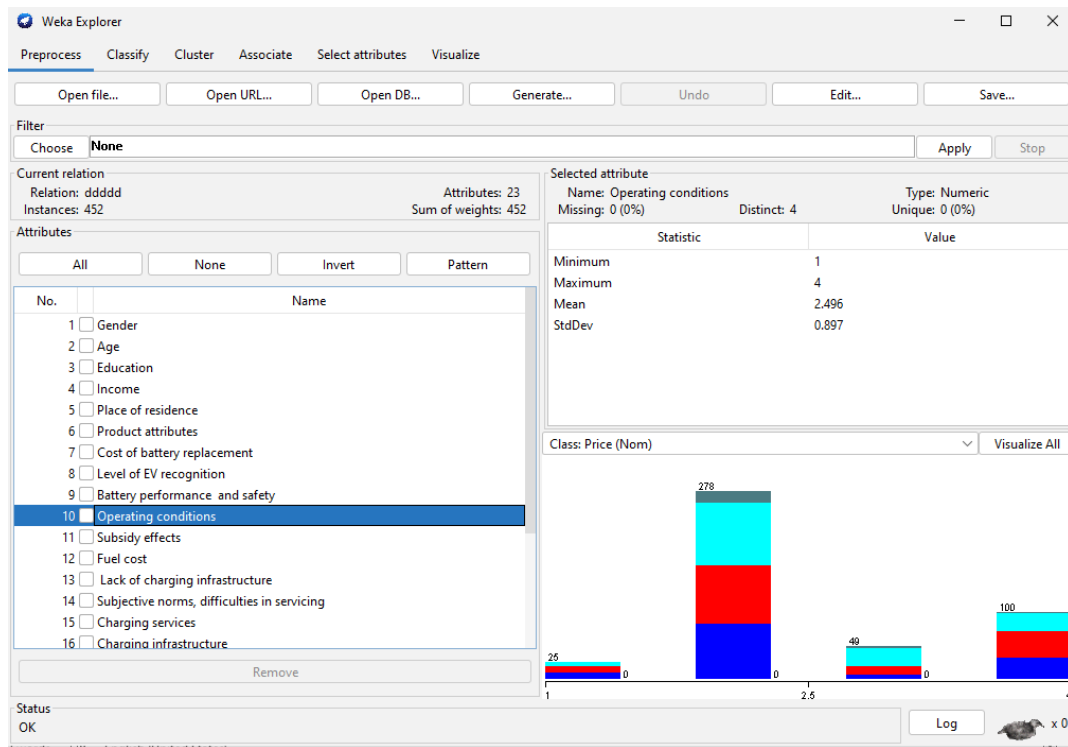 Weka Explorer
Preprocess Classify Cluster Associate Select attributes Visualize
Open file... Open URL... Open DB... Generate... Undo Edit... Save...
Filter
Choose None Apply Stop
Current relation
Relation: ddddd Attributes: 23
Instances: 452 Sum of weights: 452
Attributes
All None Invert Pattern
No. Name
1 Gender
2 Age
3 Education
4 Income
5 Place of residence
6 Product attributes
7 Cost of battery replacement
8 Level of EV recognition
9 Battery performance and safety
10 Operating conditions
11 Subsidy effects
12 Fuel cost
13 Lack of charging infrastructure
14 Subjective norms, difficulties in servicing
15 Charging services
16 Charging infrastructure
Remove
Selected attribute
Name: Operating conditions Type: Numeric
Missing: 0 (0%) Distinct: 4 Unique: 0 (0%)
Statistic Value
Minimum 1
Maximum 4
Mean 2.496
StdDev 0.897
Class: Price (Nom) Visualize All
278
100
49
25
0 0 0
1 2.5
Status
OK
Log x 0